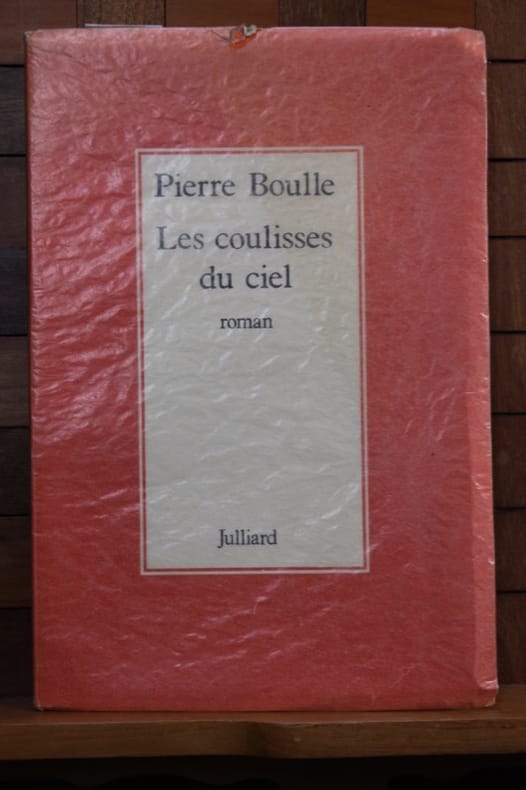 Pierre Boulle
Les coulisses
du ciel
roman
Julliard